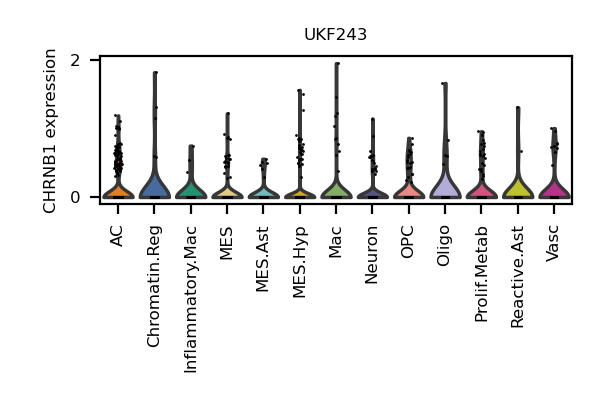 UKF243
CHRNB1 expression
2
0
AC
Chromatin.Reg
Inflammatory.Mac
MES
MES.Ast
MES.Hyp
Mac
Neuron
OPC
Oligo
Prolif.Metab
Reactive.Ast
Vasc